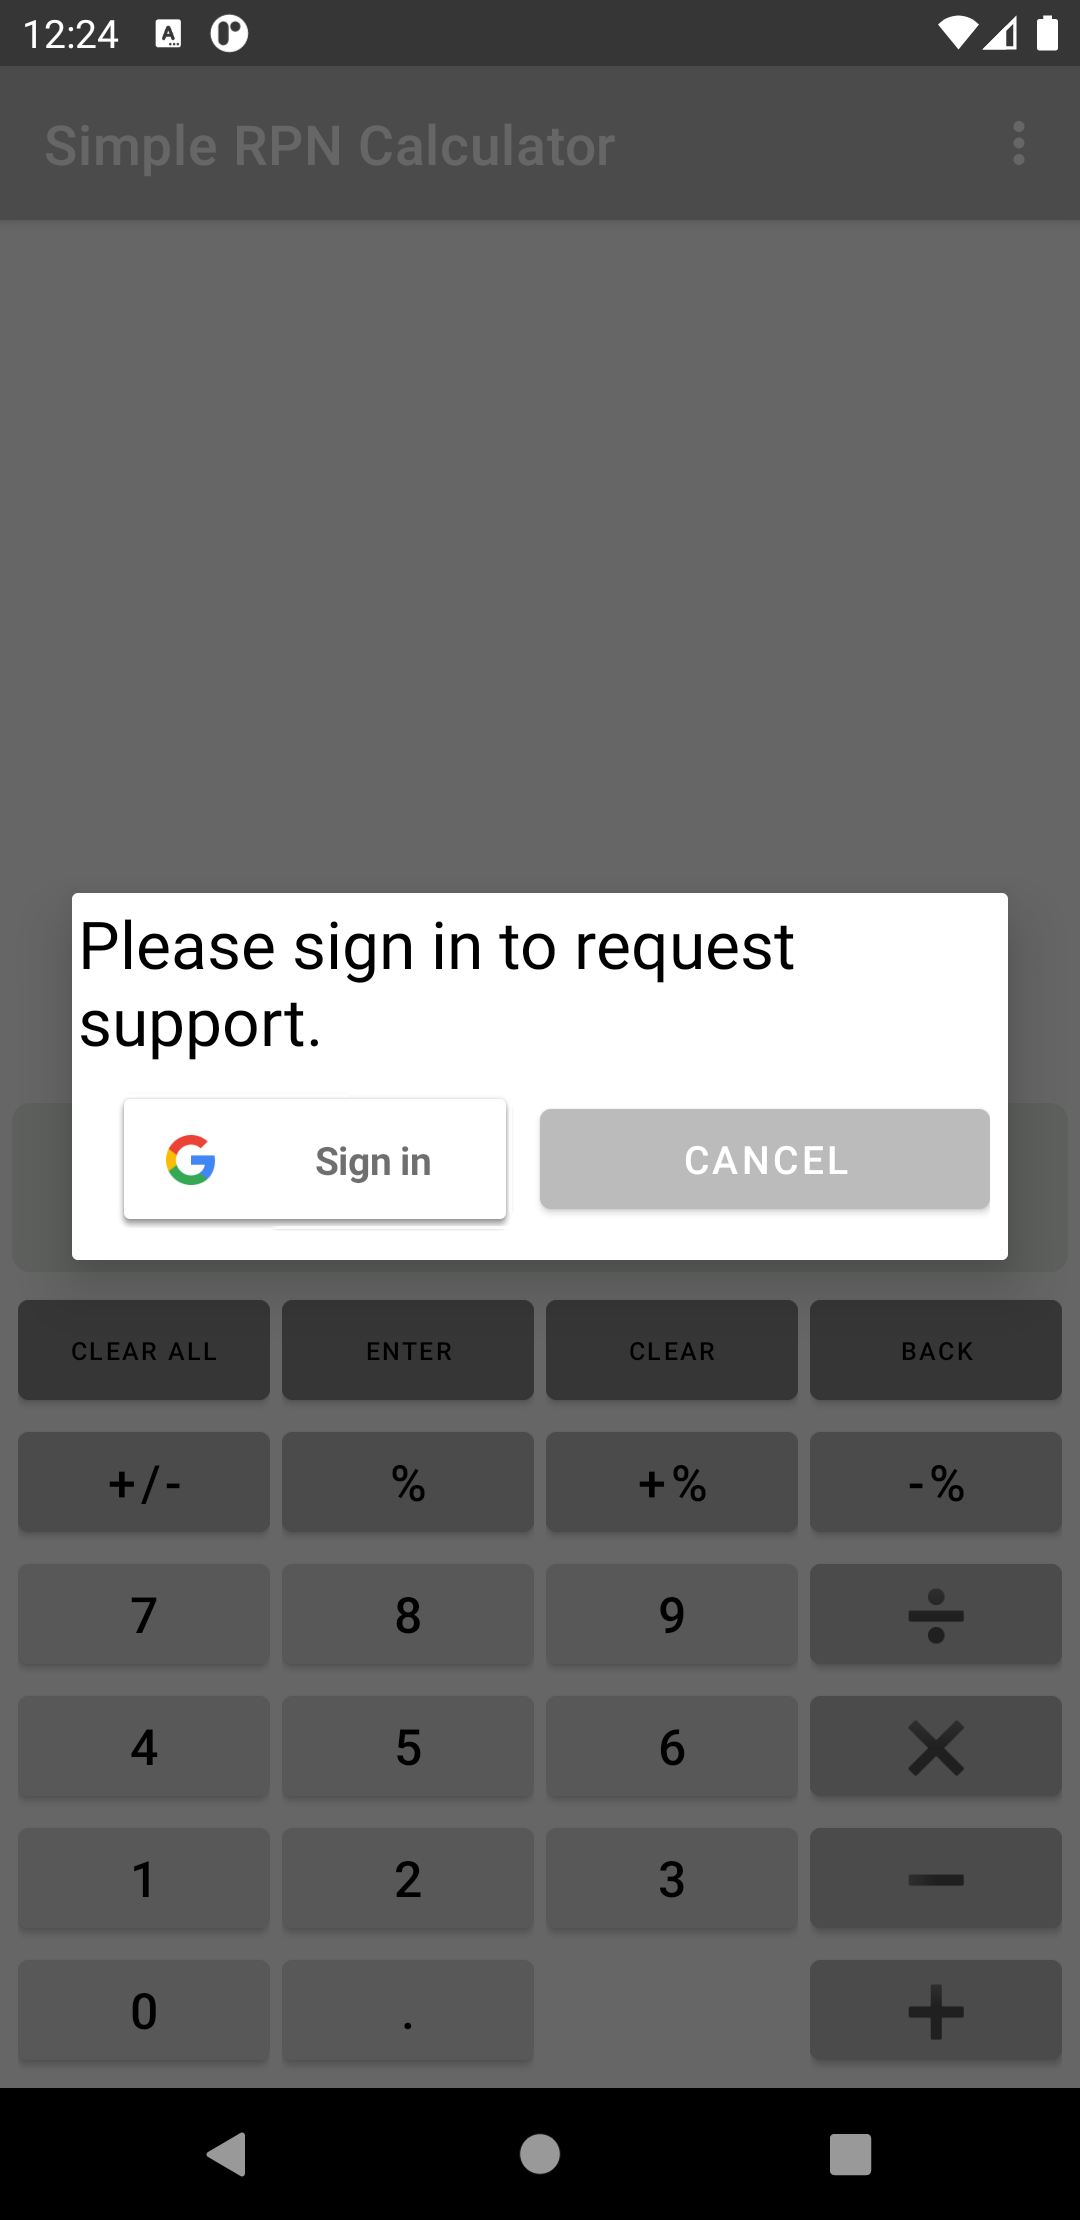 12:24
Simple RPN Calculator
Please sign in to request
support.
Sign in
CANCEL
CLEAR ALL
ENTER
CLEAR
BACK
+/-
%
+%
-%
7
8
9
÷
4
5
6
×
1
2
3
−
0
.
+